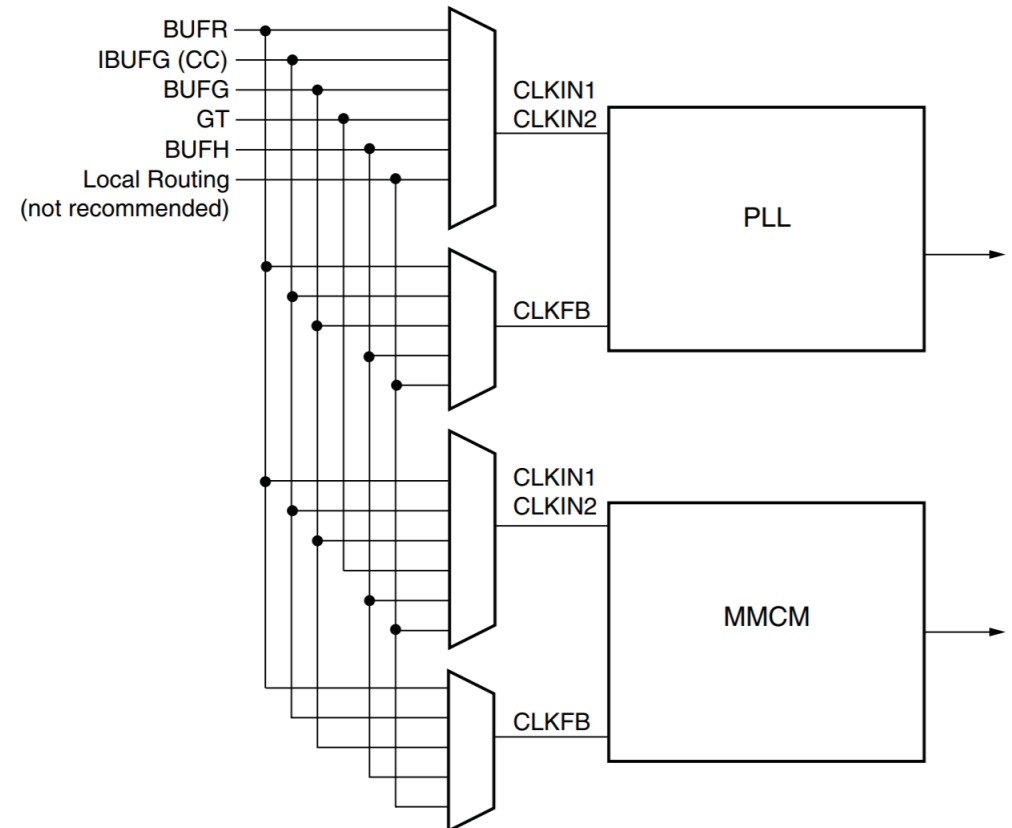 BUFR
IBUFG (CC)
BUFG
GT
BUFH
Local Routing
(not recommended)
CLKIN1
CLKIN2
PLL
CLKFB
CLKIN1
CLKIN2
MMCM
CLKFB